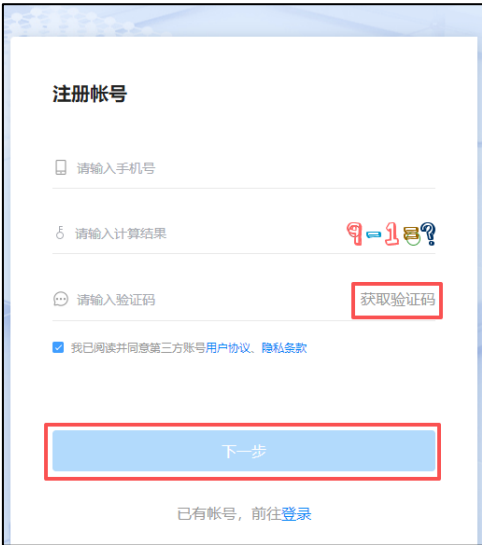 注册帐号
请输入手机号
请输入计算结果 9-1=?
请输入验证码 获取验证码
我已阅读并同意第三方账号用户协议、隐私条款
下一步
已有帐号，前往登录